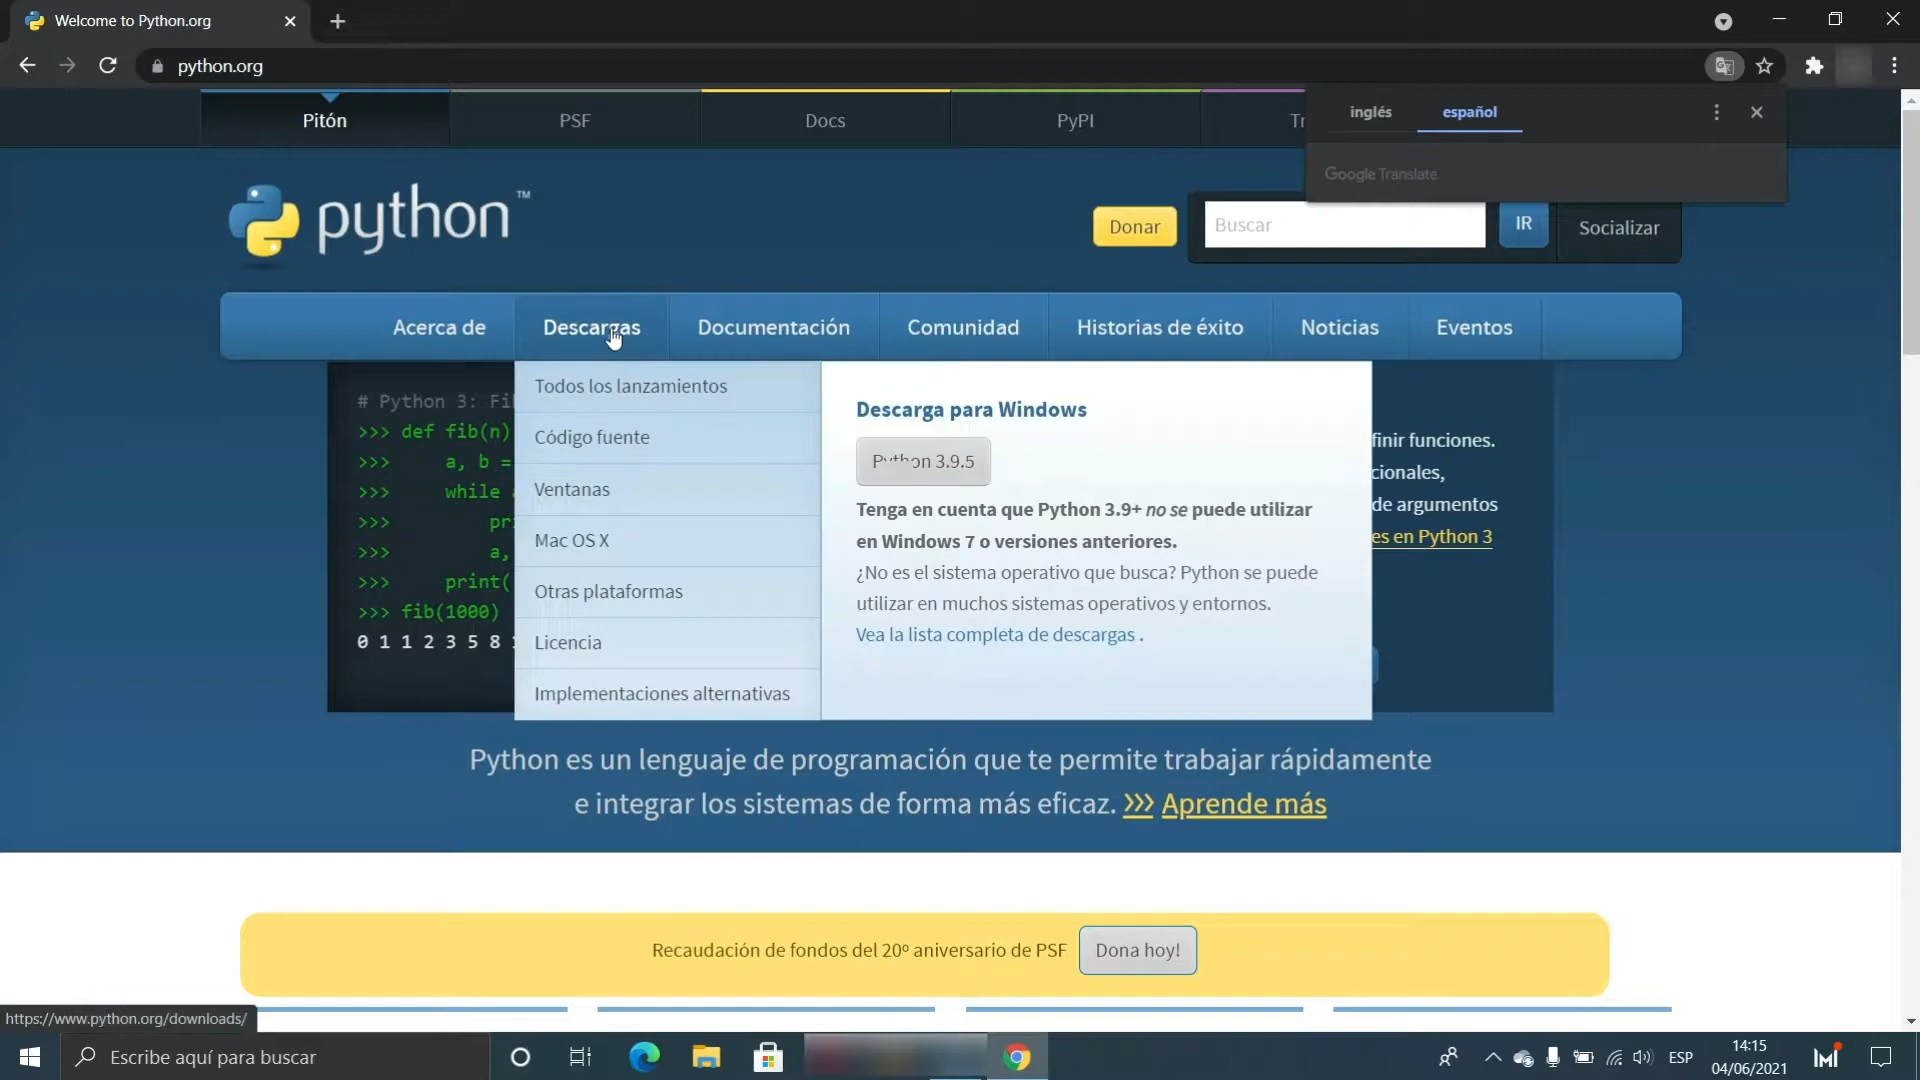 Welcome to Python.org
python.org
Pitón
PSF
Docs
PyPI
inglés
español
Google Translate
python™
Donar
Buscar
IR
Socializar
Acerca de
Descargas
Documentación
Comunidad
Historias de éxito
Noticias
Eventos
# Python 3:
>>> def fib(n)
>>> a, b =
>>> while
>>>
>>> a,
>>> print(
>>> fib(1000)
0 1 1 2 3 5 8
Todos los lanzamientos
Código fuente
Ventanas
Mac OS X
Otras plataformas
Licencia
Implementaciones alternativas
Descarga para Windows
Python 3.9.5
Tenga en cuenta que Python 3.9+ no se puede utilizar
en Windows 7 o versiones anteriores.
¿No es el sistema operativo que busca? Python se puede
utilizar en muchos sistemas operativos y entornos.
Vea la lista completa de descargas .
finir funciones.
cionales,
de argumentos
es en Python 3
Python es un lenguaje de programación que te permite trabajar rápidamente
e integrar los sistemas de forma más eficaz. >>> Aprende más
Recaudación de fondos del 20º aniversario de PSF
Dona hoy!
https://www.python.org/downloads/
Escribe aquí para buscar
ESP
14:15
04/06/2021